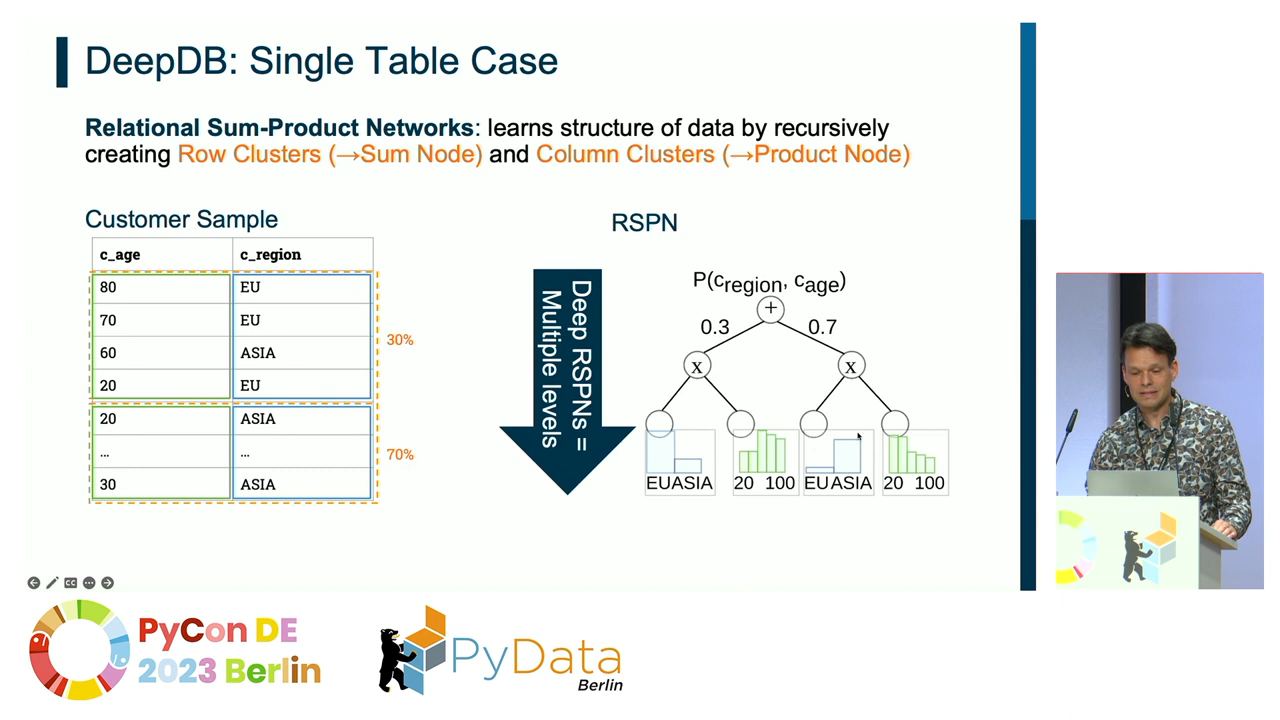 DeepDB: Single Table Case
Relational Sum-Product Networks: learns structure of data by recursively
creating Row Clusters (→Sum Node) and Column Clusters (→Product Node)
Customer Sample
c_age c_region
80 EU
70 EU
60 ASIA
20 EU
20 ASIA
... ...
30 ASIA
30%
70%
RSPN
Deep RSPNs =
Multiple levels
P(cregion, cage)
+
0.3 0.7
x x
EU ASIA 20 100 EU ASIA 20 100
CC
PyCon DE
2023 Berlin
PyData
Berlin